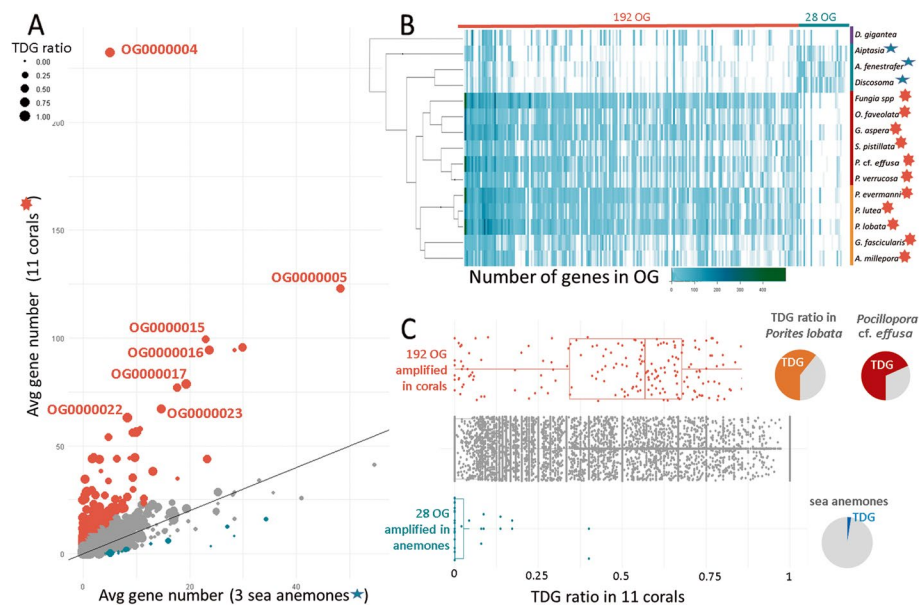 A
TDG ratio
0.00
0.25
0.50
0.75
1.00
OG0000004
OG0000005
OG0000015
OG0000016
OG0000017
OG0000022
OG0000023
200
150
100
50
0
0
20
40
Avg gene number (11 corals)
Avg gene number (3 sea anemones)
B
192 OG
28 OG
D. gigantea
Aiptasia
A. fenestrafer
Discosoma
Fungia spp
O. faveolata
G. aspera
S. pistillata
P. cf. effusa
P. verrucosa
P. evermanni
P. lutea
P. lobata
G. fascicularis
A. millepora
Number of genes in OG
0
100
200
300
400
C
192 OG
amplified
in corals
28 OG
amplified in
anemones
0
0.25
0.5
0.75
1
TDG ratio in 11 corals
TDG ratio in
Porites lobata
TDG
Pocillopora
cf. effusa
TDG
sea anemones
TDG